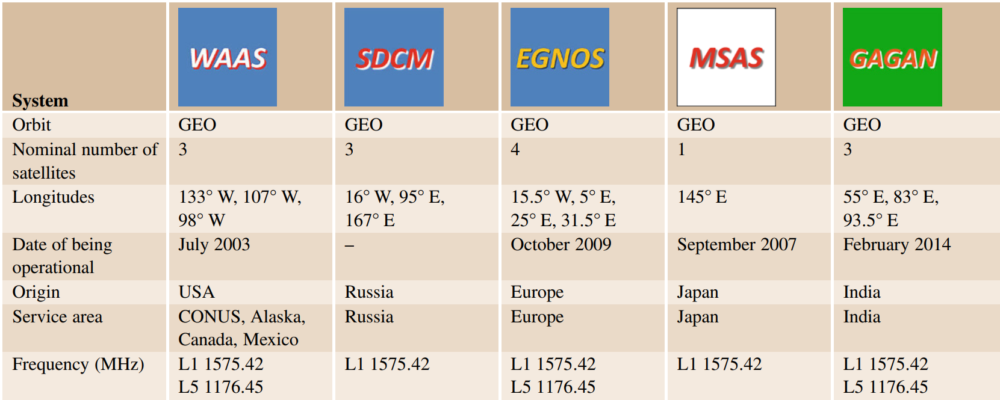 System WAAS SDCM EGNOS MSAS GAGAN
Orbit GEO GEO GEO GEO GEO
Nominal number of 3 3 4 1 3
satellites
Longitudes 133° W, 107° W, 16° W, 95° E, 15.5° W, 5° E, 145° E 55° E, 83° E,
98° W 167° E 25° E, 31.5° E 93.5° E
Date of being July 2003 – October 2009 September 2007 February 2014
operational
Origin USA Russia Europe Japan India
Service area CONUS, Alaska, Russia Europe Japan India
Canada, Mexico
Frequency (MHz) L1 1575.42 L1 1575.42 L1 1575.42 L1 1575.42 L1 1575.42
L5 1176.45 L5 1176.45 L5 1176.45